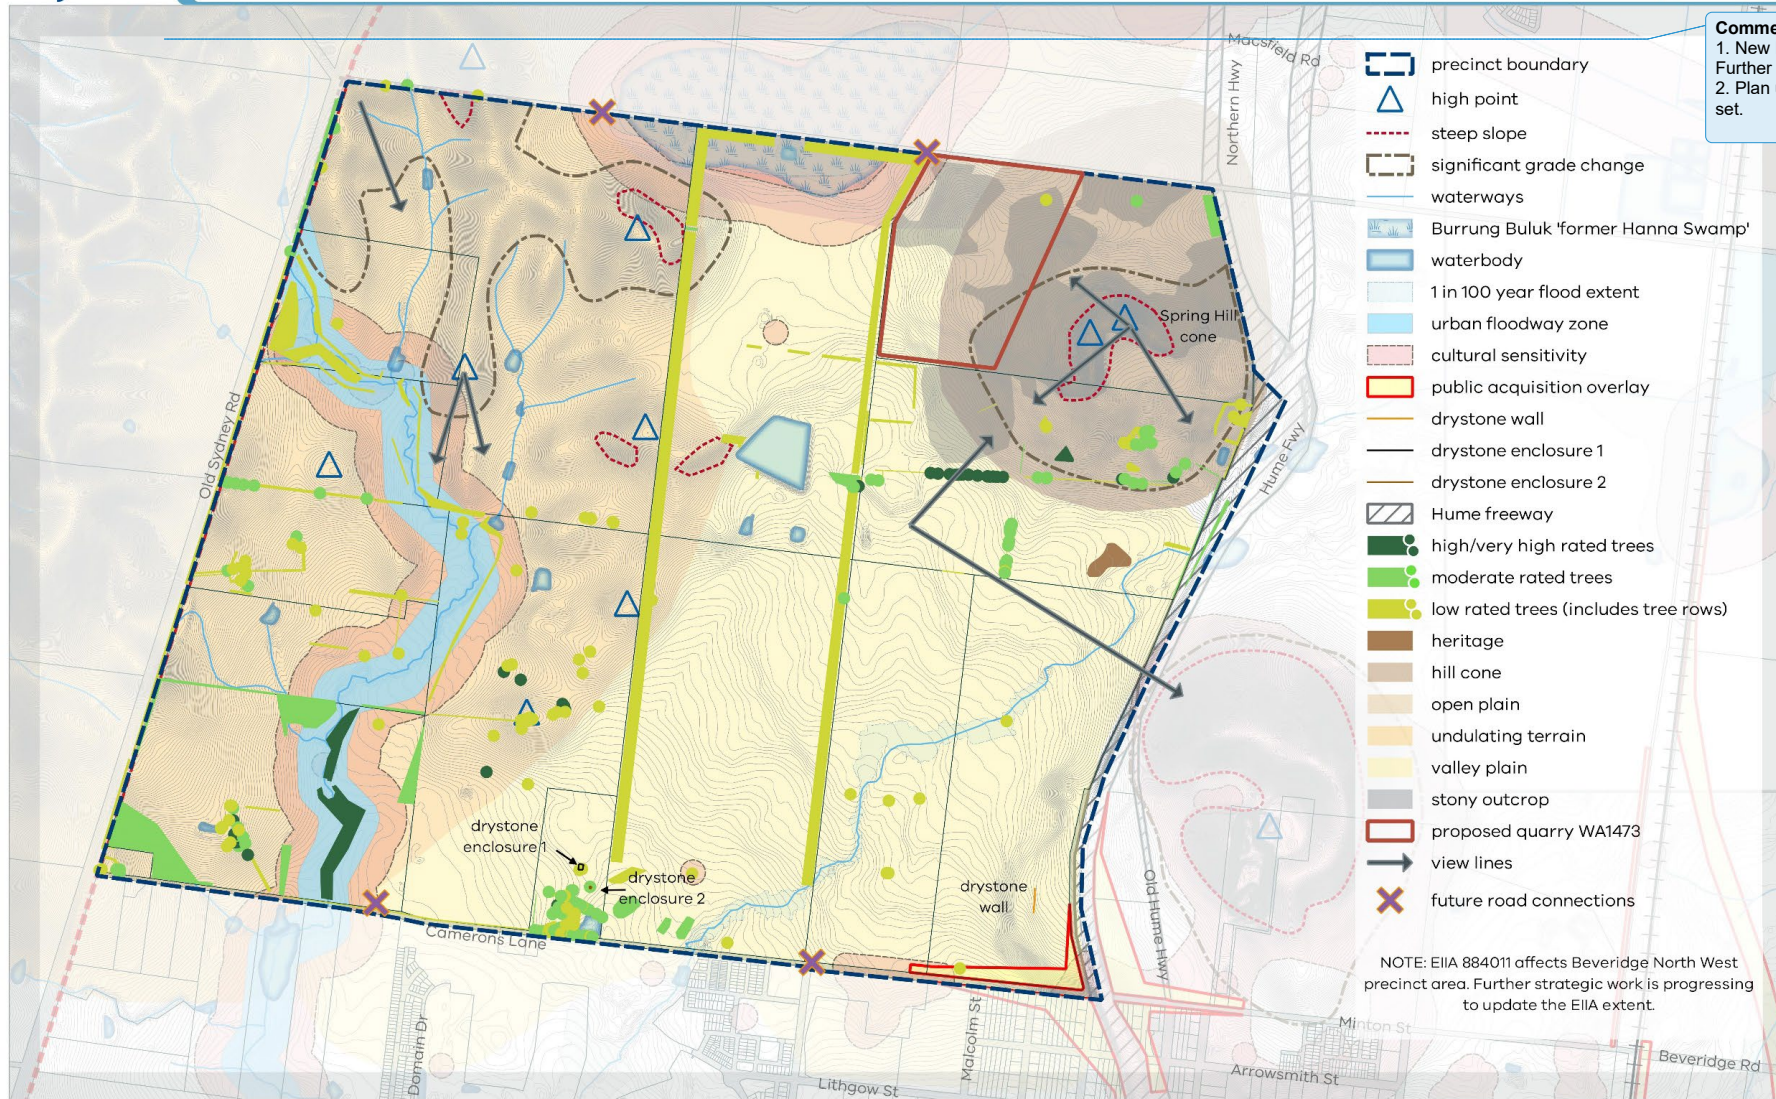 Comme
1. New
Further
2. Plan
set.
Macsfield Rd
Northern Hwy
Spring Hill
cone
Old Sydney Rd
Hume Fwy
drystone
enclosure 1
drystone
enclosure 2
drystone
wall
Camerons Lane
Old Hume Hwy
Domain Dr
Malcolm St
Lithgow St
Minton St
Arrowsmith St
Beveridge Rd
precinct boundary
high point
steep slope
significant grade change
waterways
Burrung Buluk 'former Hanna Swamp'
waterbody
1 in 100 year flood extent
urban floodway zone
cultural sensitivity
public acquisition overlay
drystone wall
drystone enclosure 1
drystone enclosure 2
Hume freeway
high/very high rated trees
moderate rated trees
low rated trees (includes tree rows)
heritage
hill cone
open plain
undulating terrain
valley plain
stony outcrop
proposed quarry WA1473
view lines
future road connections
NOTE: EIIA 884011 affects Beveridge North West
precinct area. Further strategic work is progressing
to update the EIIA extent.